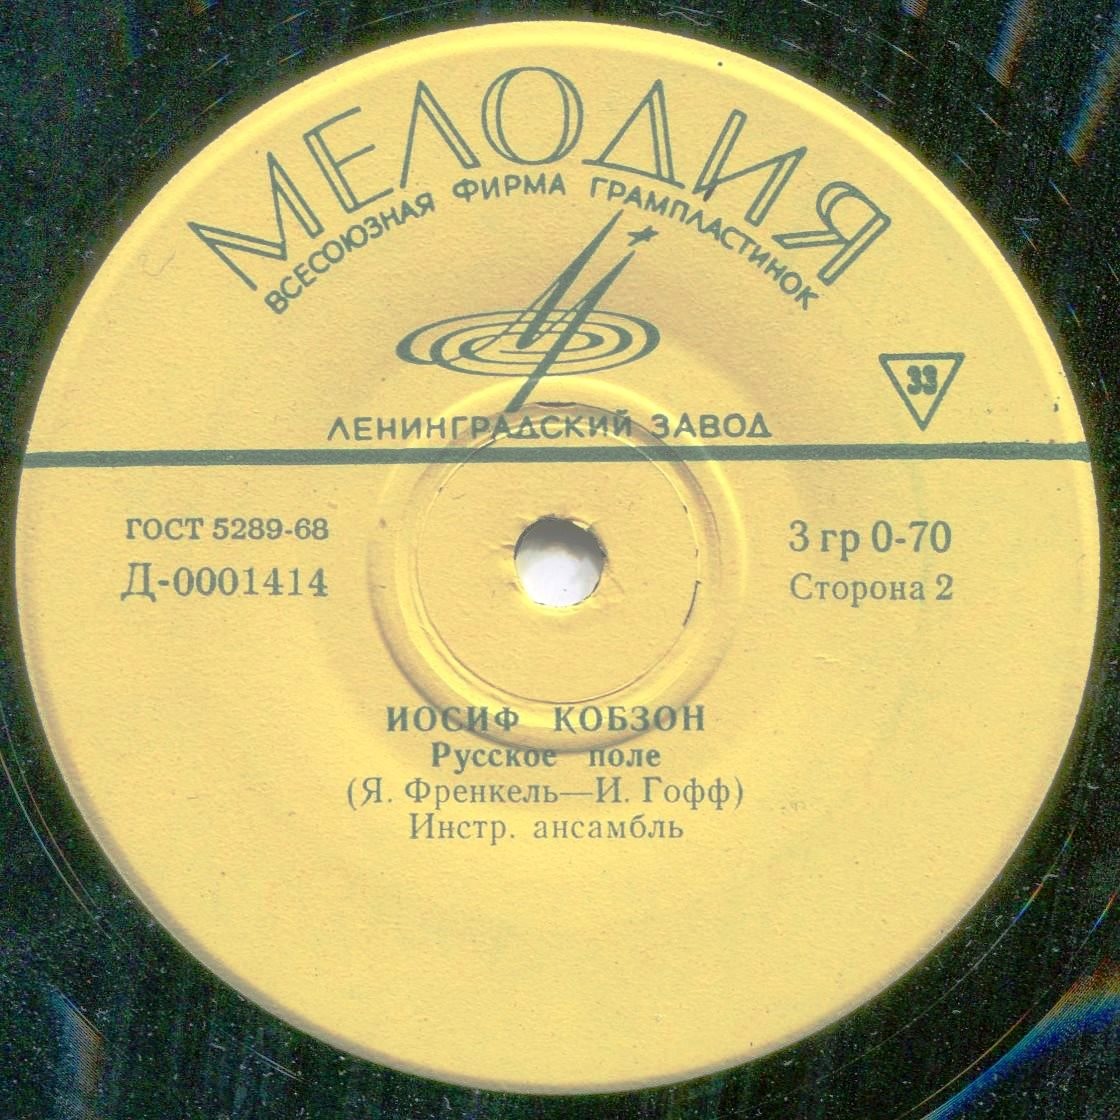 МЕЛОДИЯ
ВСЕСОЮЗНАЯ ФИРМА ГРАМПЛАСТИНОК
33
ЛЕНИНГРАДСКИЙ ЗАВОД
ГОСТ 5289-68
Д-0001414
3 гр 0-70
Сторона 2
ИОСИФ КОБЗОН
Русское поле
(Я. Френкель—И. Гофф)
Инстр. ансамбль